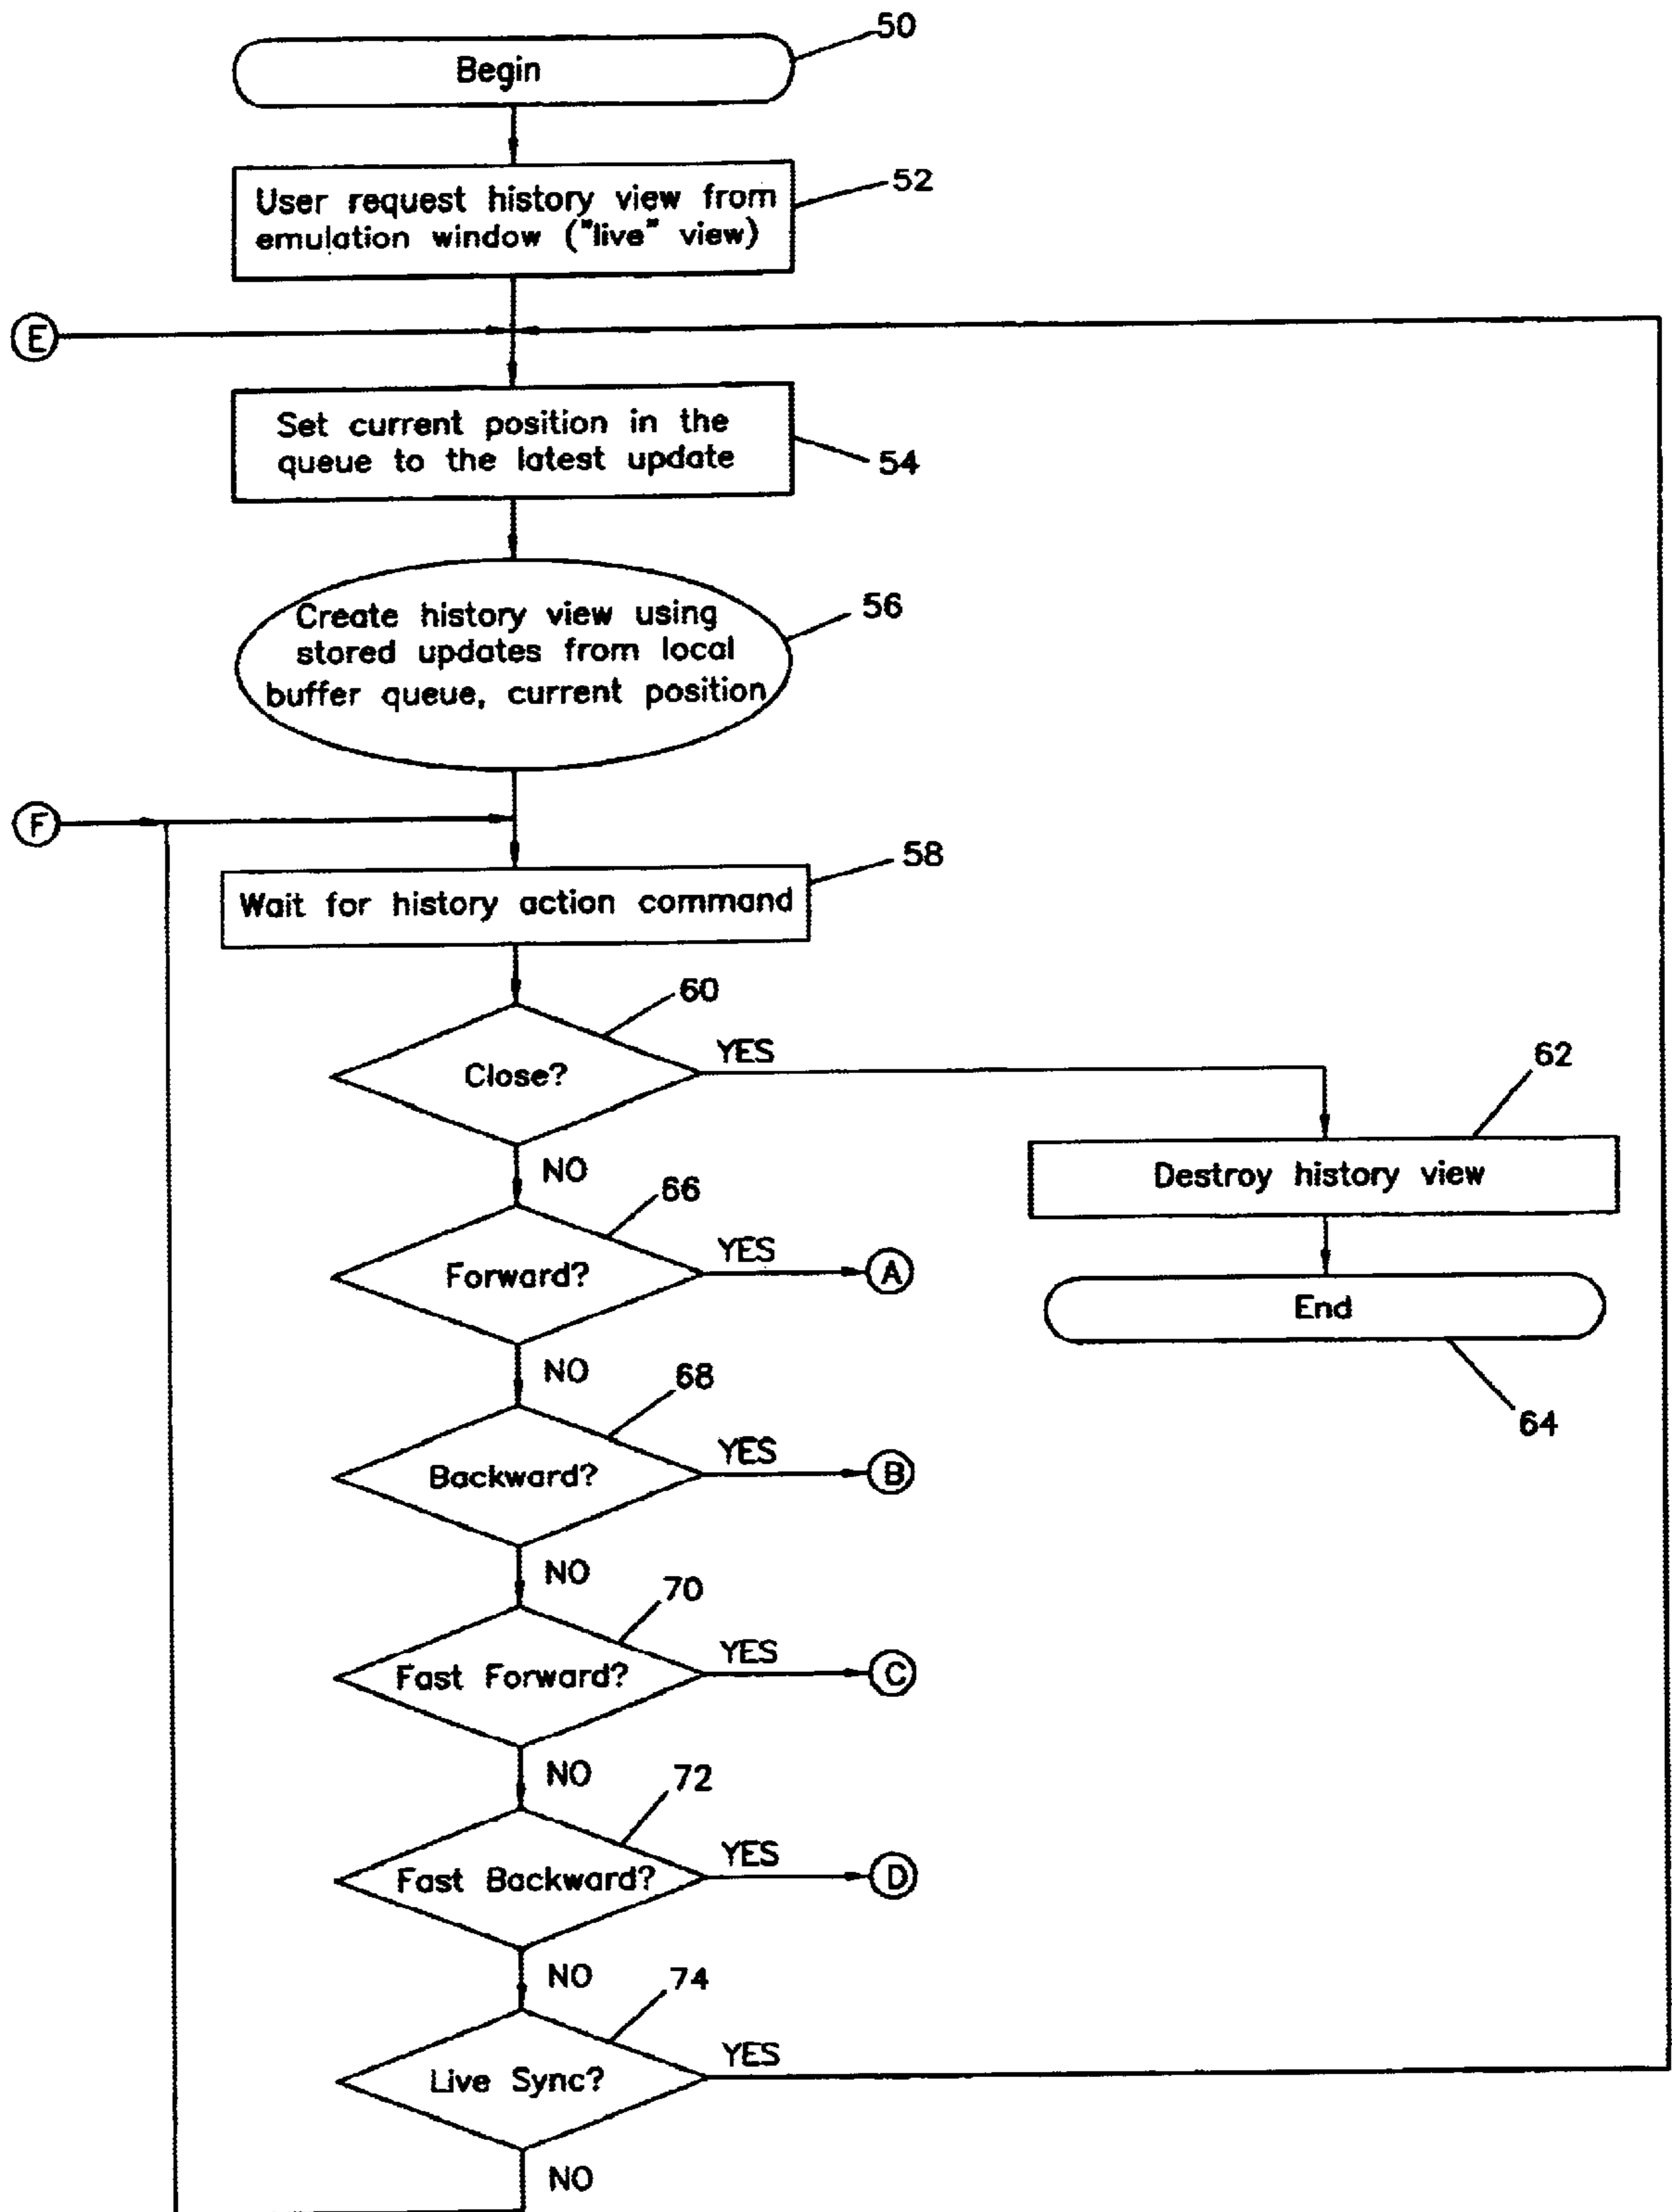 50
Begin
52
User request history view from
emulation window ("live" view)
E
Set current position in the
queue to the latest update
54
56
Create history view using
stored updates from local
buffer queue, current position
F
58
Wait for history action command
60
Close?
YES
62
Destroy history view
NO
66
Forward?
YES
A
End
64
NO
68
Backward?
YES
B
NO
70
Fast Forward?
YES
C
NO
72
Fast Backward?
YES
D
NO
74
Live Sync?
YES
NO